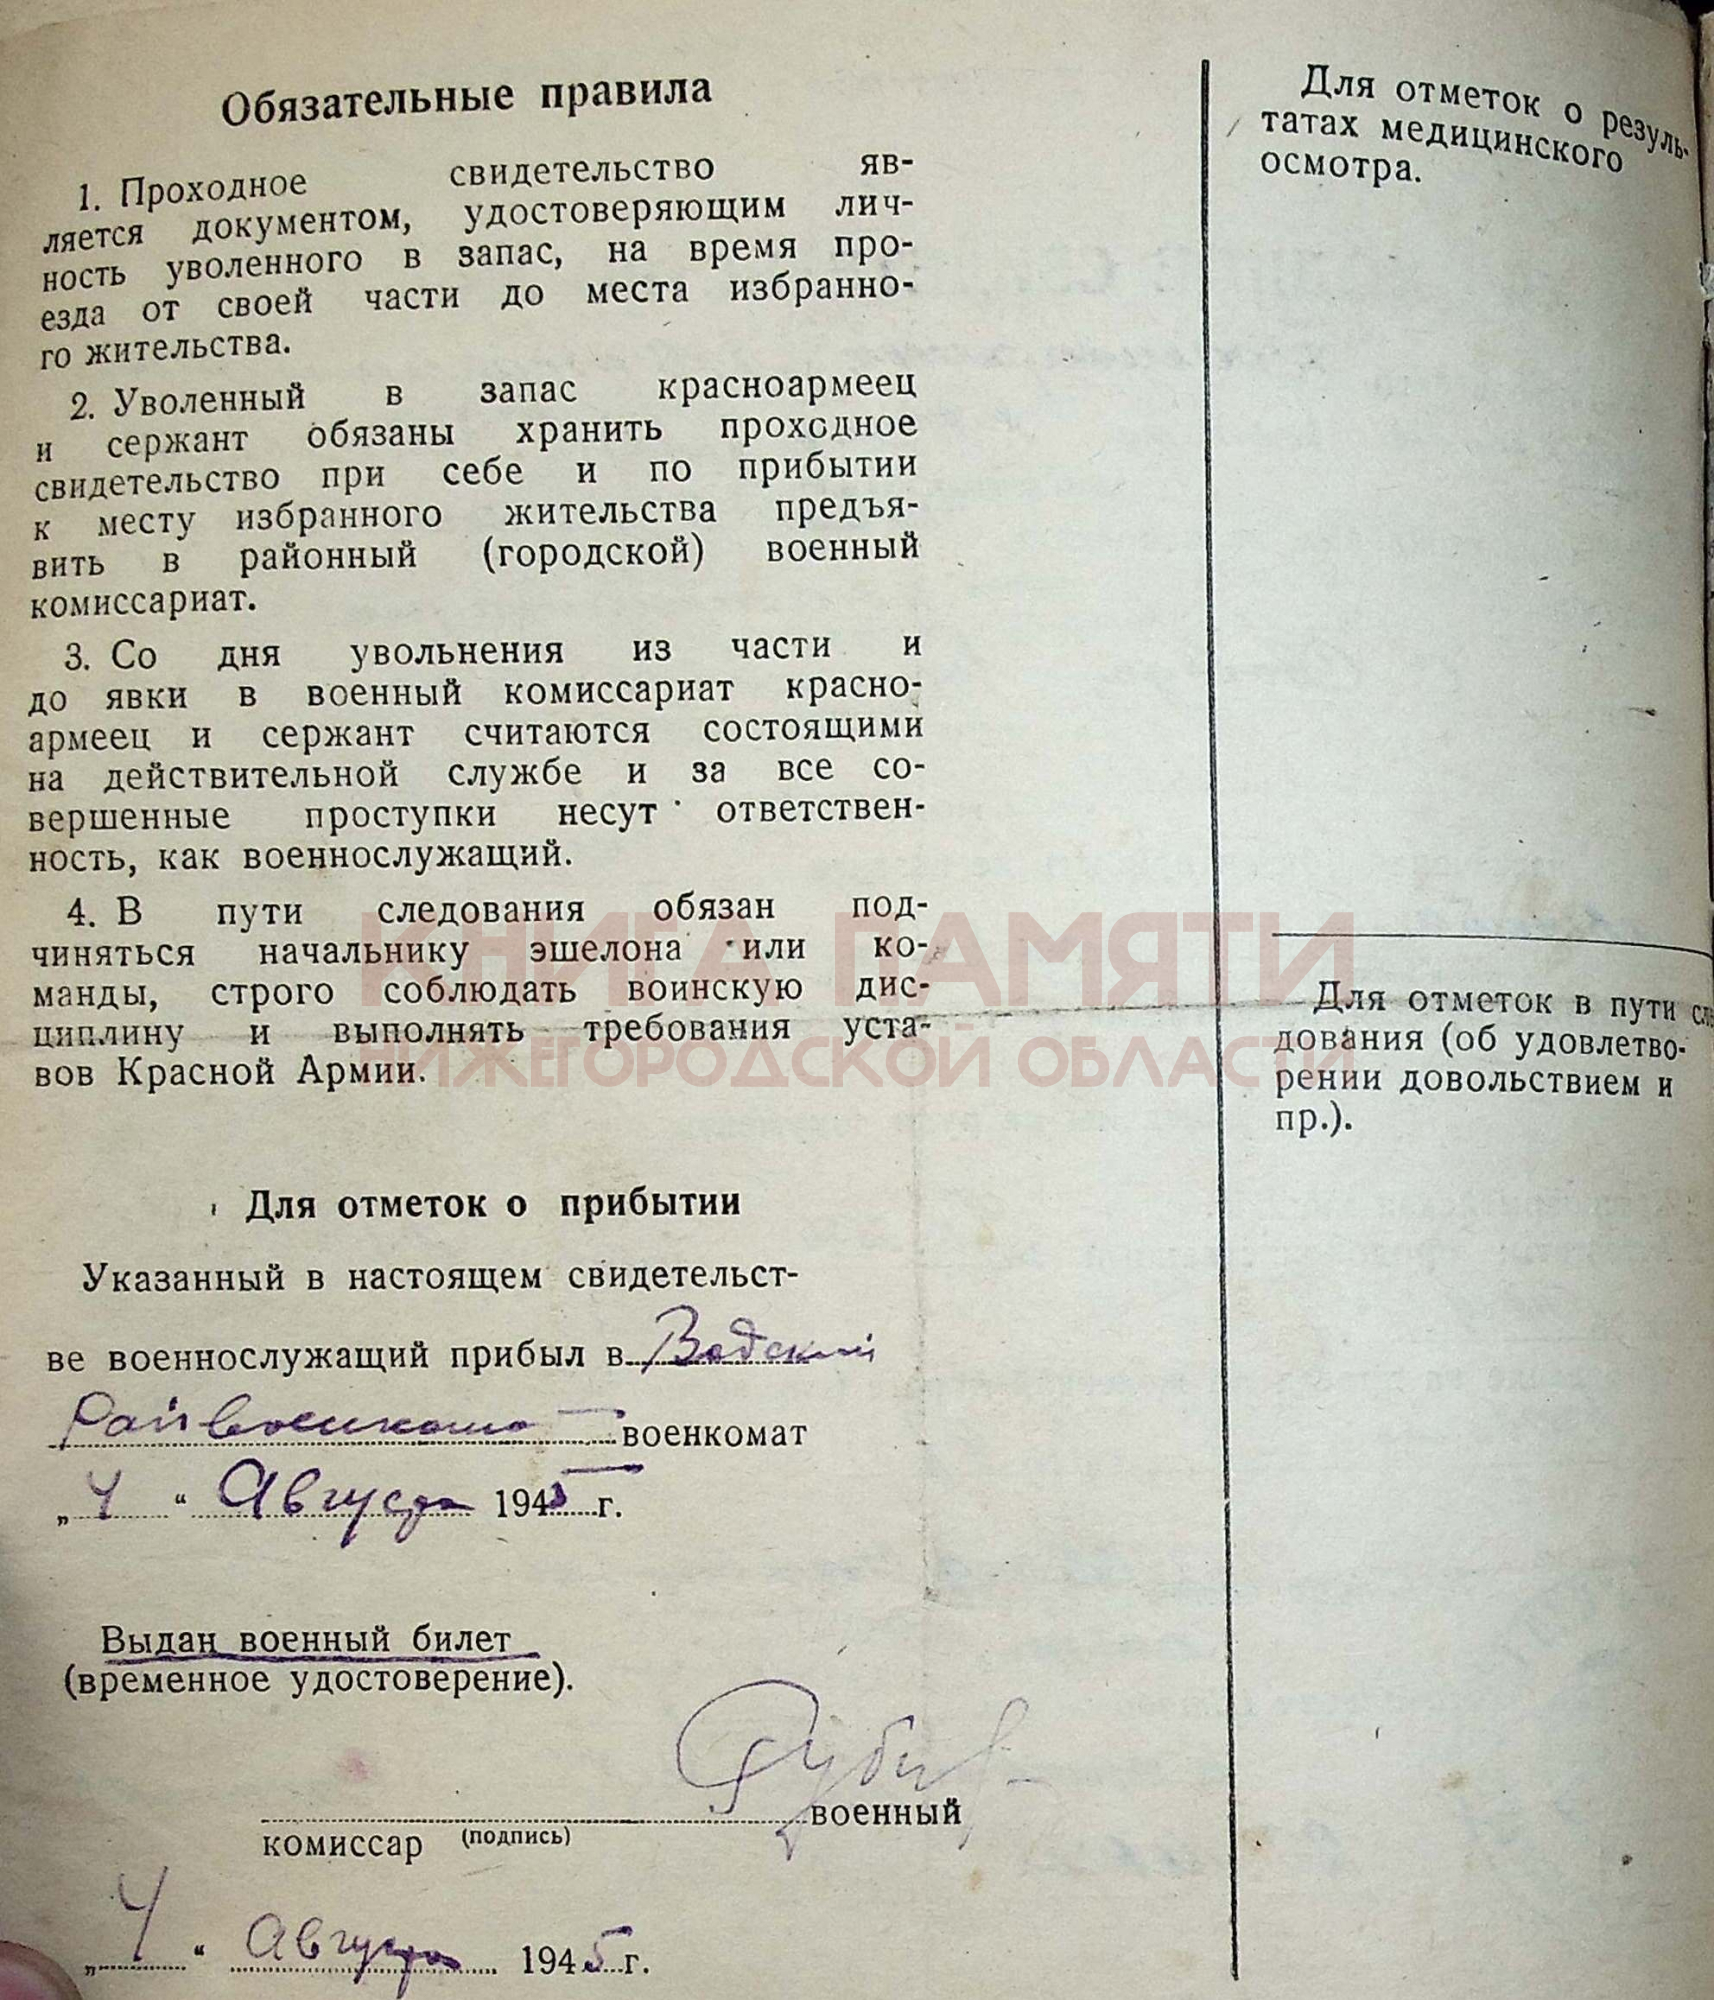 Обязательные правила
1. Проходное свидетельство яв-
ляется документом, удостоверяющим лич-
ность уволенного в запас, на время про-
езда от своей части до места избранно-
го жительства.
2. Уволенный в запас красноармеец
и сержант обязаны хранить проходное
свидетельство при себе и по прибытии
к месту избранного жительства предъя-
вить в районный (городской) военный
комиссариат.
3. Со дня увольнения из части и
до явки в военный комиссариат красно-
армеец и сержант считаются состоящими
на действительной службе и за все со-
вершенные проступки несут ответствен-
ность, как военнослужащий.
4. В пути следования обязан под-
чиняться начальнику эшелона или ко-
манды, строго соблюдать воинскую дис-
циплину и выполнять требования уста-
вов Красной Армии.
Для отметок о прибытии
Указанный в настоящем свидетельст-
ве военнослужащий прибыл в Вадский
Райвоенкомат военкомат
„4“ Августа 1945 г.
Выдан военный билет
(временное удостоверение).
военный
комиссар (подпись)
„4“ Августа 1945 г.
Для отметок о резуль-
татах медицинского
осмотра.
Для отметок в пути сле
дования (об удовлетво-
рении довольствием и
пр.).
КНИГА ПАМЯТИ
НИЖЕГОРОДСКОЙ ОБЛАСТИ